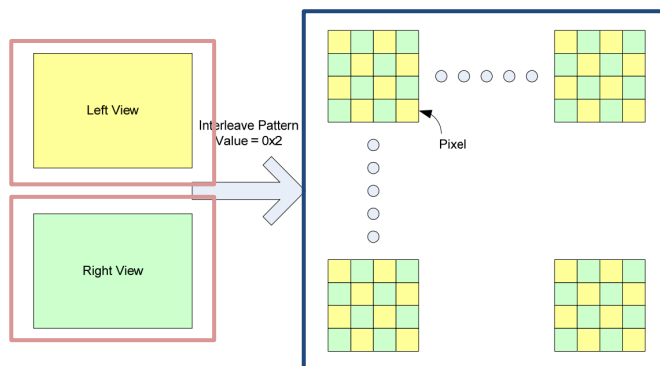 Left View
Interleave Pattern
Value = 0x2
Pixel
Right View